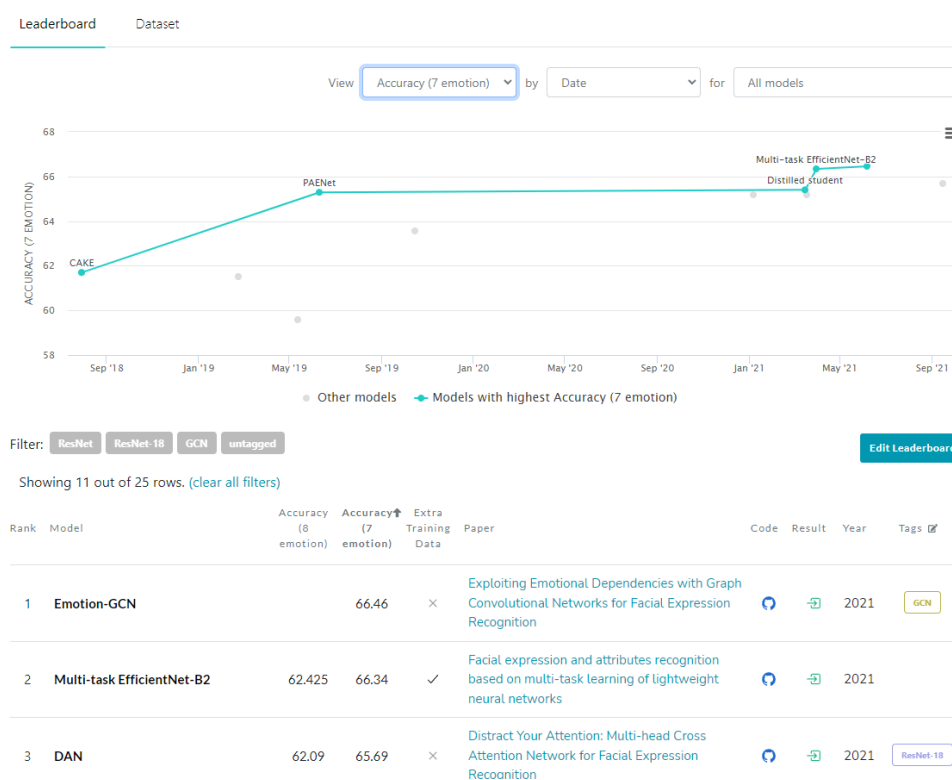 Leaderboard Dataset
View Accuracy (7 emotion) by Date for All models
68
66
64
62
60
58
ACCURACY (7 EMOTION)
CAKE
PAENet
Multi-task EfficientNet-B2
Distilled student
Sep '18 Jan '19 May '19 Sep '19 Jan '20 May '20 Sep '20 Jan '21 May '21 Sep '21
Other models Models with highest Accuracy (7 emotion)
Filter: ResNet ResNet-18 GCN untagged
Edit Leaderboard
Showing 11 out of 25 rows. (clear all filters)
Rank Model Accuracy (8 emotion) Accuracy (7 emotion) Extra Training Data Paper Code Result Year Tags
1 Emotion-GCN 66.46 Exploiting Emotional Dependencies with Graph
Convolutional Networks for Facial Expression
Recognition
2021 GCN
2 Multi-task EfficientNet-B2 62.425 66.34 Facial expression and attributes recognition
based on multi-task learning of lightweight
neural networks
2021
3 DAN 62.09 65.69 Distract Your Attention: Multi-head Cross
Attention Network for Facial Expression
Recognition
2021 ResNet-18